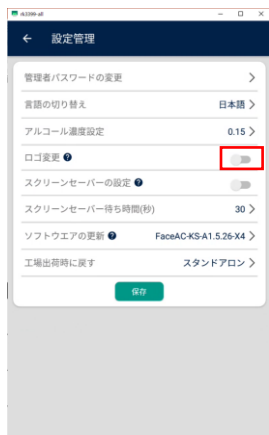 rk3399-all
設定管理
管理者パスワードの変更
言語の切り替え 日本語
アルコール濃度設定 0.15
ロゴ変更
スクリーンセーバーの設定
スクリーンセーバー待ち時間(秒) 30
ソフトウエアの更新 FaceAC-KS-A1.5.26-X4
工場出荷時に戻す スタンドアロン
保存